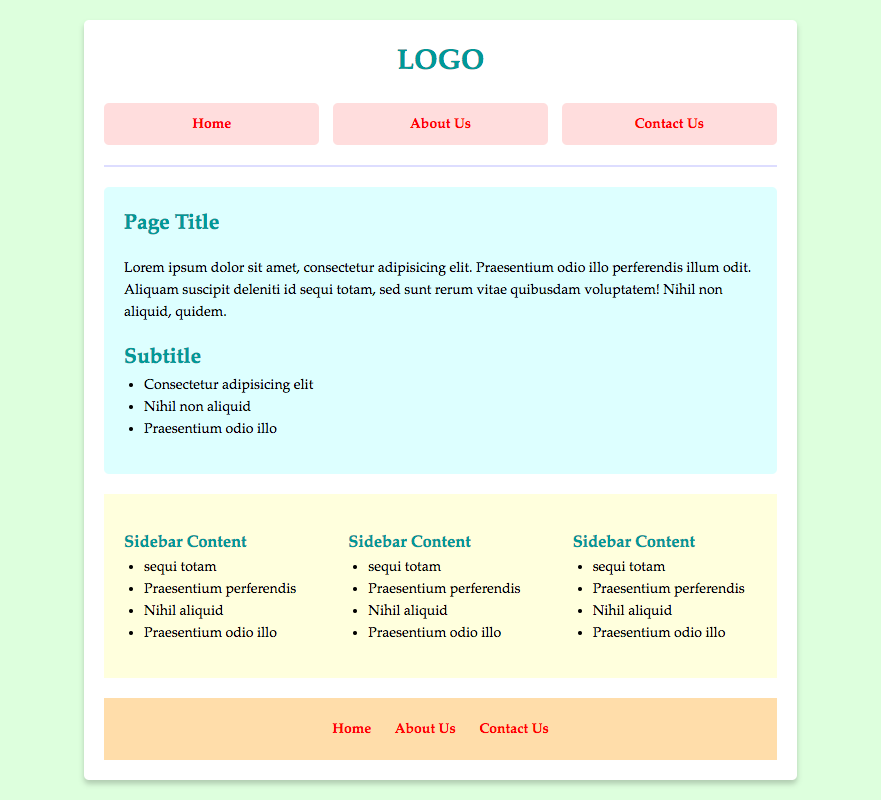 LOGO
Home About Us Contact Us
Page Title
Lorem ipsum dolor sit amet, consectetur adipisicing elit. Praesentium odio illo perferendis illum odit.
Aliquam suscipit deleniti id sequi totam, sed sunt rerum vitae quibusdam voluptatem! Nihil non
aliquid, quidem.
Subtitle
• Consectetur adipisicing elit
• Nihil non aliquid
• Praesentium odio illo
Sidebar Content
• sequi totam
• Praesentium perferendis
• Nihil aliquid
• Praesentium odio illo
Sidebar Content
• sequi totam
• Praesentium perferendis
• Nihil aliquid
• Praesentium odio illo
Sidebar Content
• sequi totam
• Praesentium perferendis
• Nihil aliquid
• Praesentium odio illo
Home About Us Contact Us